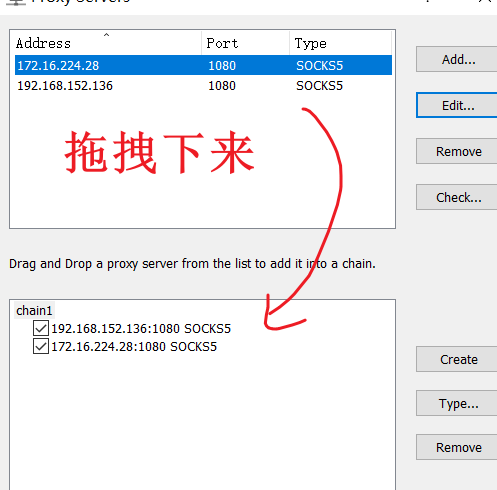 Proxy Servers
Address Port Type
172.16.224.28 1080 SOCKS5
192.168.152.136 1080 SOCKS5
Add...
Edit...
Remove
Check...
拖拽下来
Drag and Drop a proxy server from the list to add it into a chain.
chain1
192.168.152.136:1080 SOCKS5
172.16.224.28:1080 SOCKS5
Create
Type...
Remove